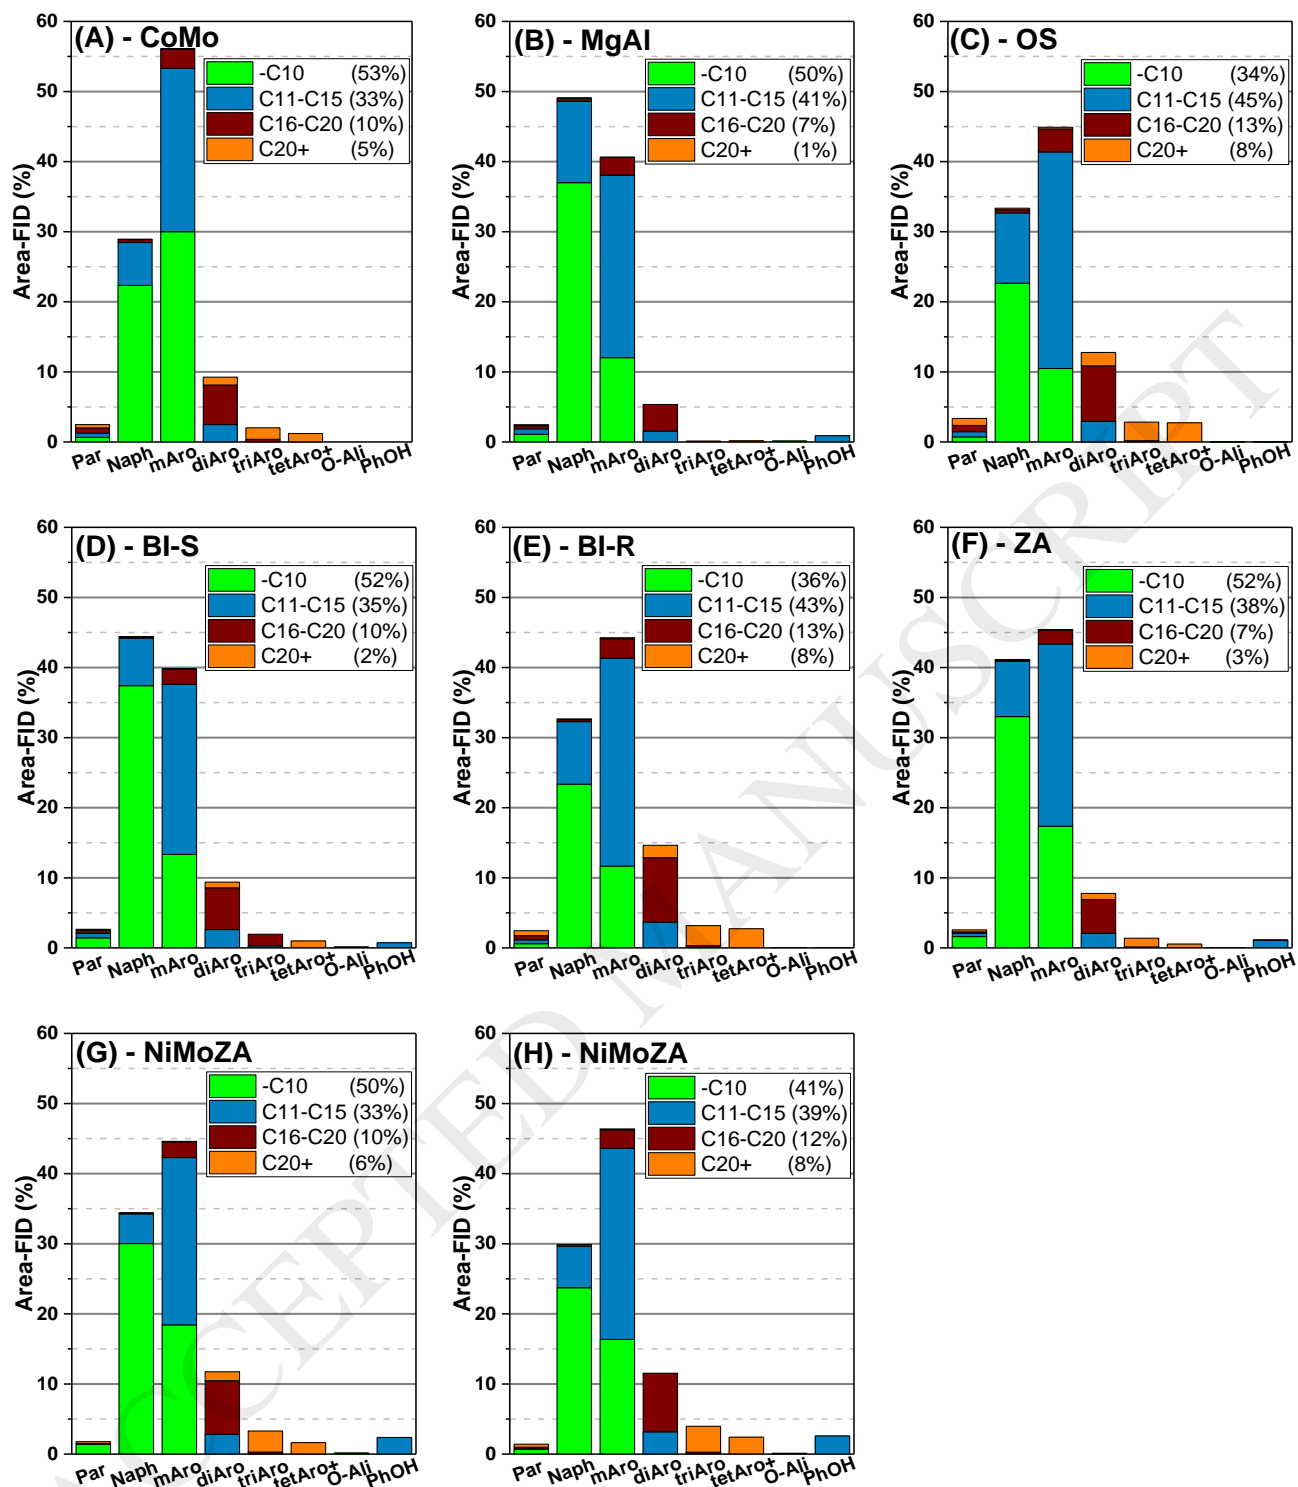 (A) - CoMo
-C10 (53%)
C11-C15 (33%)
C16-C20 (10%)
C20+ (5%)
Area-FID (%)
60
50
40
30
20
10
0
Par Naph mAro diAro triAro tetAro+ O-Ali PhOH
(B) - MgAl
-C10 (50%)
C11-C15 (41%)
C16-C20 (7%)
C20+ (1%)
Area-FID (%)
60
50
40
30
20
10
0
Par Naph mAro diAro triAro tetAro+ O-Ali PhOH
(C) - OS
-C10 (34%)
C11-C15 (45%)
C16-C20 (13%)
C20+ (8%)
Area-FID (%)
60
50
40
30
20
10
0
Par Naph mAro diAro triAro tetAro+ O-Ali PhOH
(D) - BI-S
-C10 (52%)
C11-C15 (35%)
C16-C20 (10%)
C20+ (2%)
Area-FID (%)
60
50
40
30
20
10
0
Par Naph mAro diAro triAro tetAro+ O-Ali PhOH
(E) - BI-R
-C10 (36%)
C11-C15 (43%)
C16-C20 (13%)
C20+ (8%)
Area-FID (%)
60
50
40
30
20
10
0
Par Naph mAro diAro triAro tetAro+ O-Ali PhOH
(F) - ZA
-C10 (52%)
C11-C15 (38%)
C16-C20 (7%)
C20+ (3%)
Area-FID (%)
60
50
40
30
20
10
0
Par Naph mAro diAro triAro tetAro+ O-Ali PhOH
(G) - NiMoZA
-C10 (50%)
C11-C15 (33%)
C16-C20 (10%)
C20+ (6%)
Area-FID (%)
60
50
40
30
20
10
0
Par Naph mAro diAro triAro tetAro+ O-Ali PhOH
(H) - NiMoZA
-C10 (41%)
C11-C15 (39%)
C16-C20 (12%)
C20+ (8%)
Area-FID (%)
60
50
40
30
20
10
0
Par Naph mAro diAro triAro tetAro+ O-Ali PhOH
ACCEPTED MANUSCRIPT